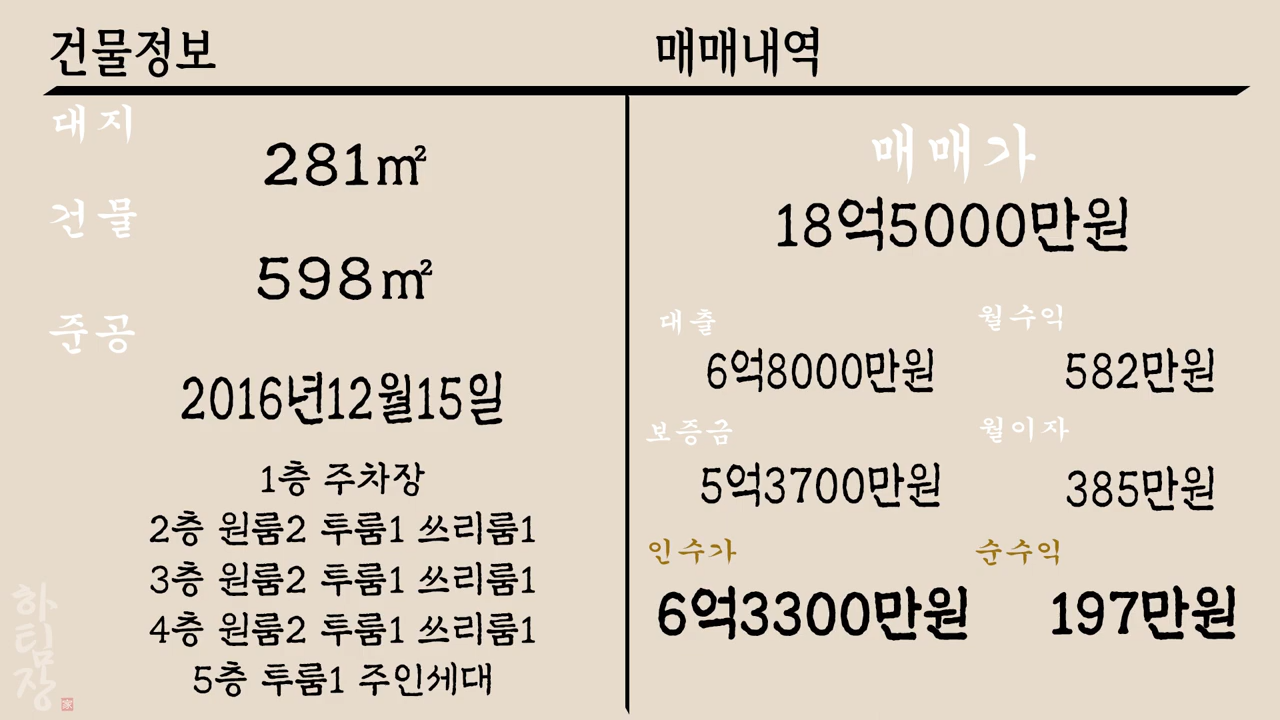 건물정보
대지
281㎡
건물
598㎡
준공
2016년12월15일
1층 주차장
2층 원룸2 투룸1 쓰리룸1
3층 원룸2 투룸1 쓰리룸1
4층 원룸2 투룸1 쓰리룸1
5층 투룸1 주인세대
하팀장
매매내역
매매가
18억5000만원
대출
6억8000만원
월수익
582만원
보증금
5억3700만원
월이자
385만원
인수가
6억3300만원
순수익
197만원